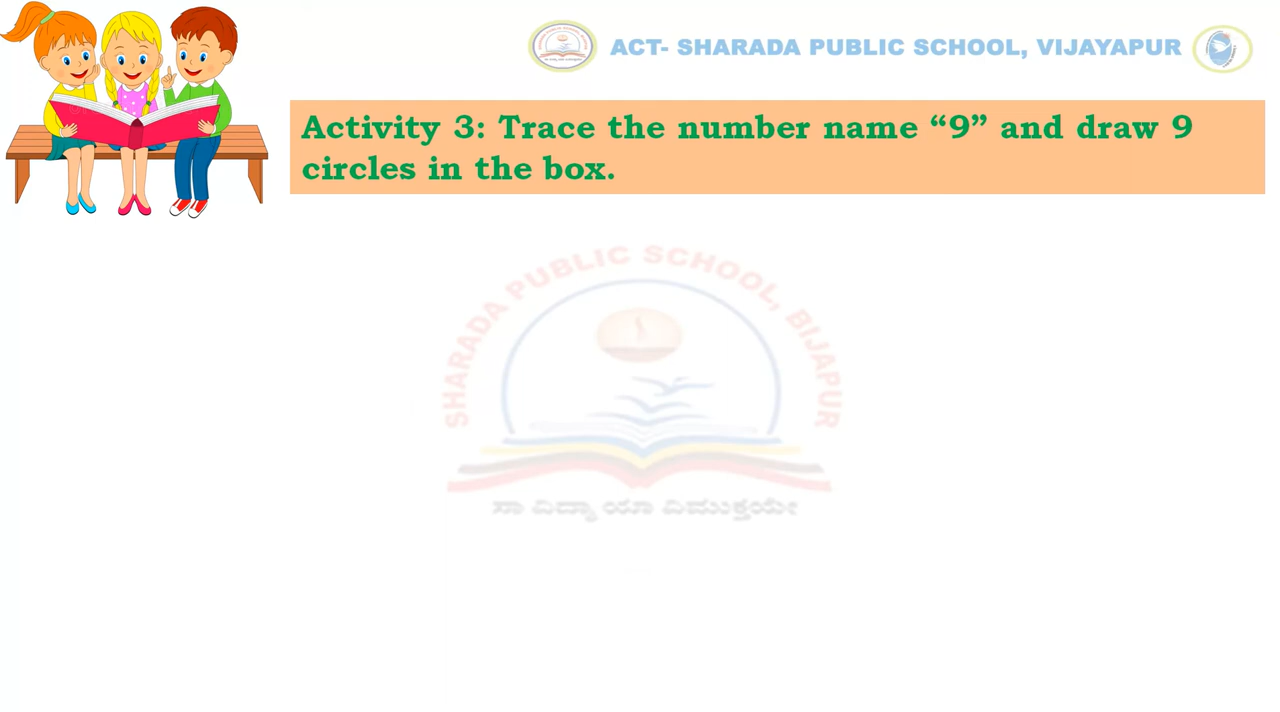 ACT- SHARADA PUBLIC SCHOOL, VIJAYAPUR
Activity 3: Trace the number name “9” and draw 9
circles in the box.
SHARADA PUBLIC SCHOOL, BIJAPUR
ಸಾ ವಿದ್ಯಾ ಯಾ ವಿಮುಕ್ತಯೇ